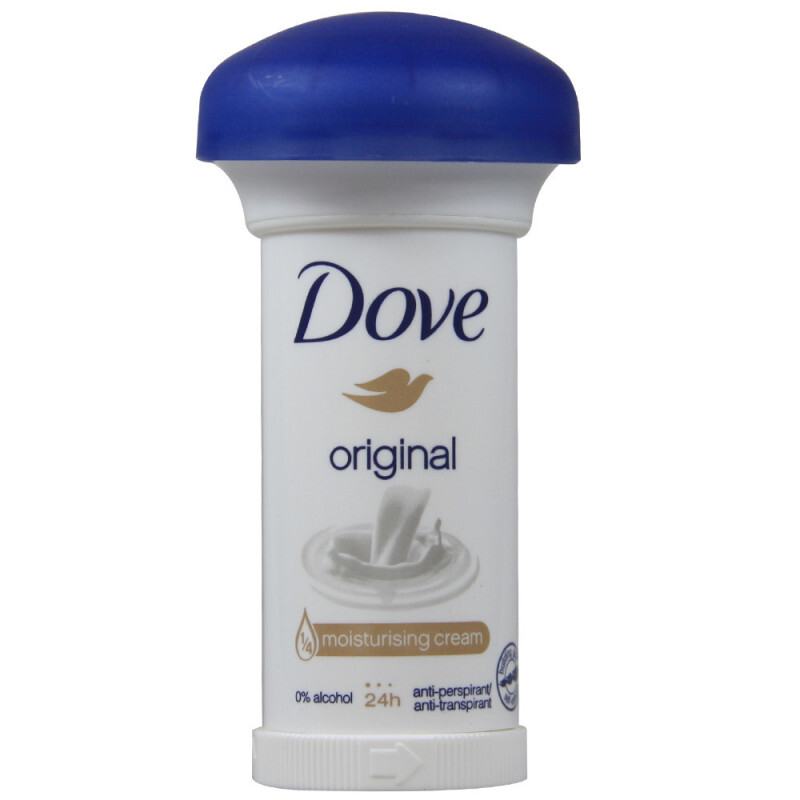 Dove
original
1/4 moisturising cream
0% alcohol 24h anti-perspirant/
anti-transpirant